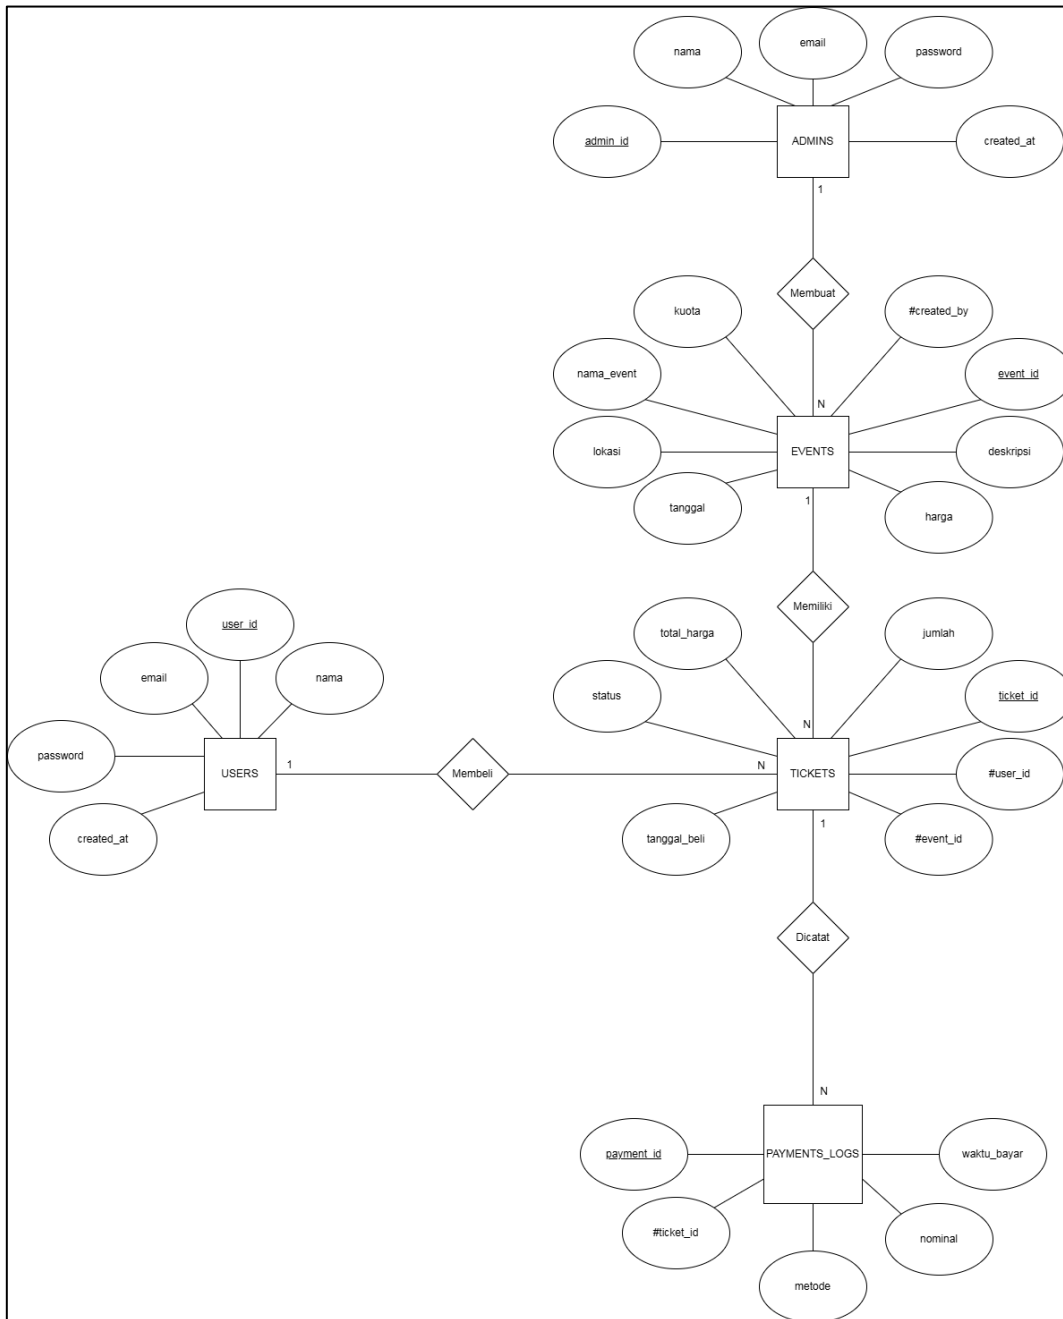 email
nama
password
admin_id
ADMINS
created_at
1
Membuat
kuota
#created_by
nama_event
event_id
N
lokasi
EVENTS
deskripsi
tanggal
1
harga
user_id
Memiliki
total_harga
jumlah
email
nama
status
ticket_id
N
password
USERS
1
Membeli
N
TICKETS
#user_id
created_at
tanggal_beli
1
#event_id
Dicatat
N
payment_id
PAYMENTS_LOGS
waktu_bayar
#ticket_id
nominal
metode